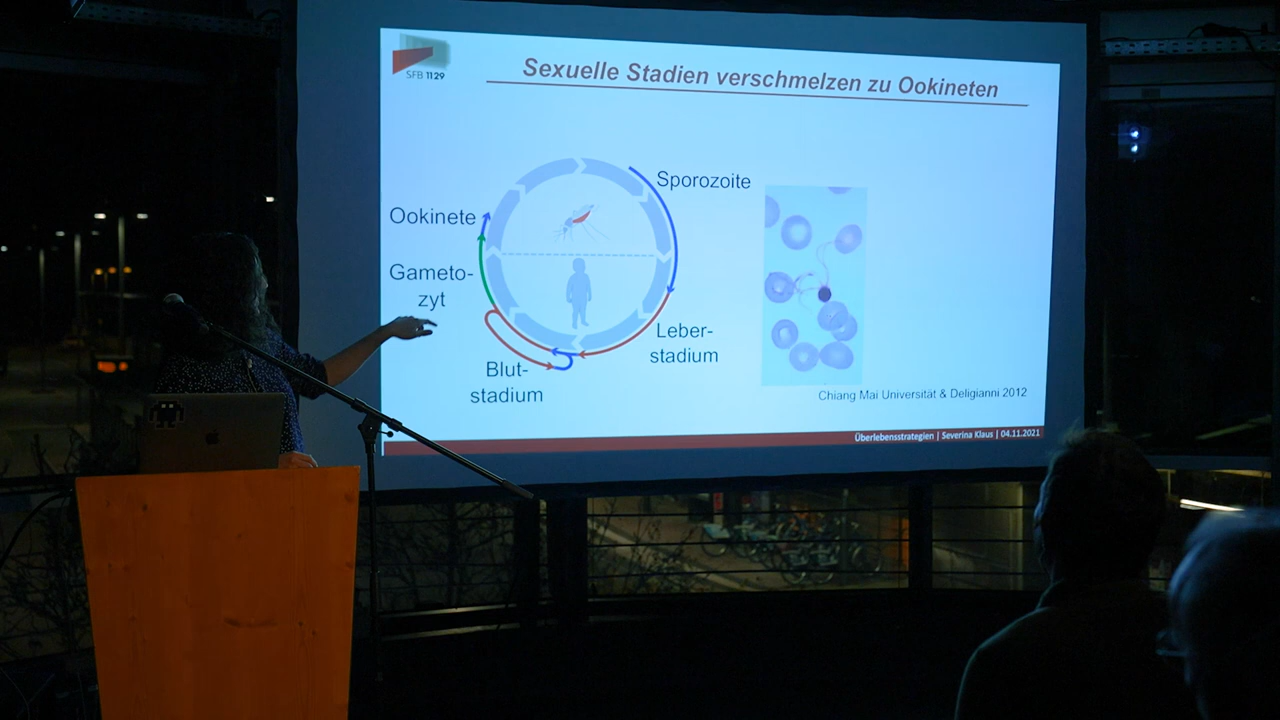 SFB 1129
Sexuelle Stadien verschmelzen zu Ookineten
Sporozoite
Ookinete
Gameto-
zyt
Leber-
stadium
Blut-
stadium
Chiang Mai Universität & Deligianni 2012
Überlebensstrategien | Severina Klaus | 04.11.2021